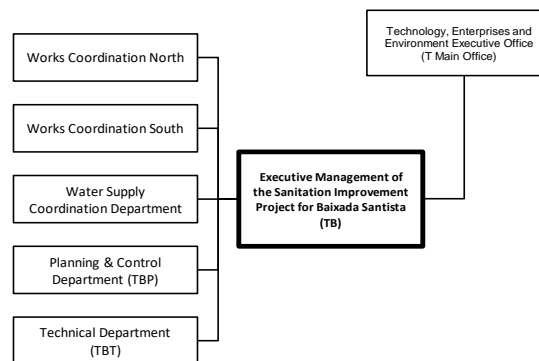 Technology, Enterprises and
Environment Executive Office
(T Main Office)
Works Coordination North
Works Coordination South
Water Supply
Coordination Department
Planning & Control
Department (TBP)
Technical Department
(TBT)
Executive Management of
the Sanitation Improvement
Project for Baixada Santista
(TB)